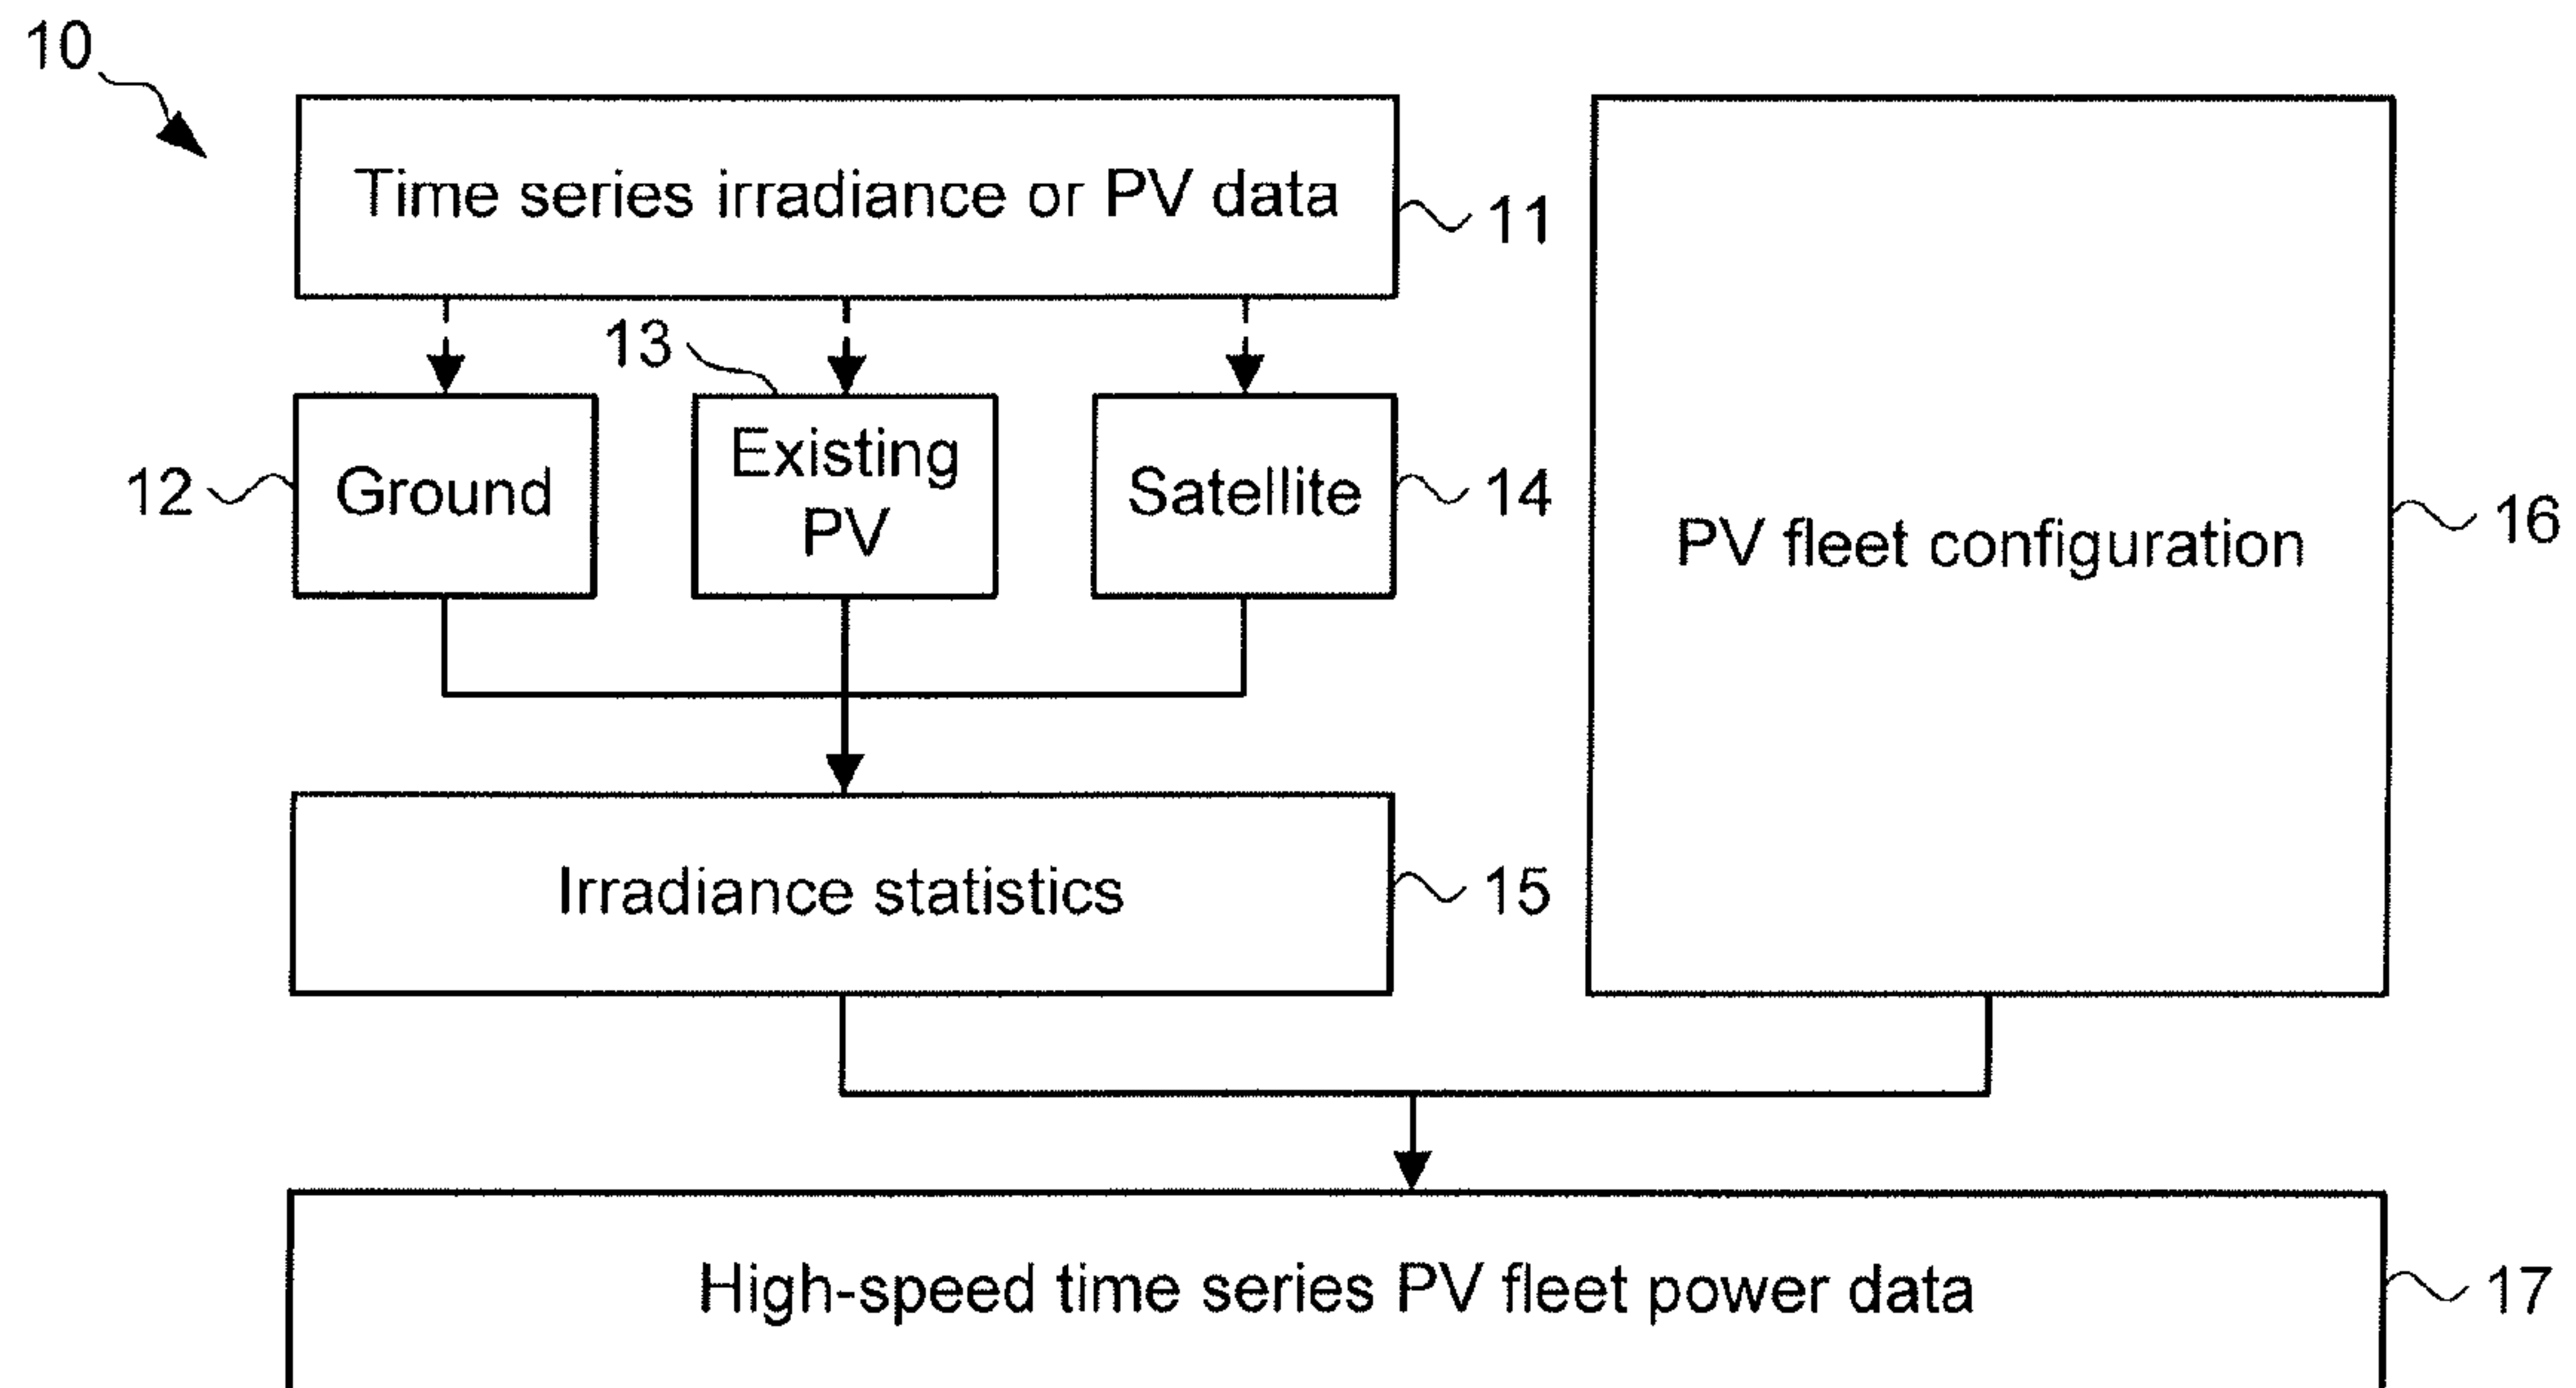 10
Time series irradiance or PV data
11
13
12
Ground
Existing
PV
Satellite
14
PV fleet configuration
16
Irradiance statistics
15
High-speed time series PV fleet power data
17